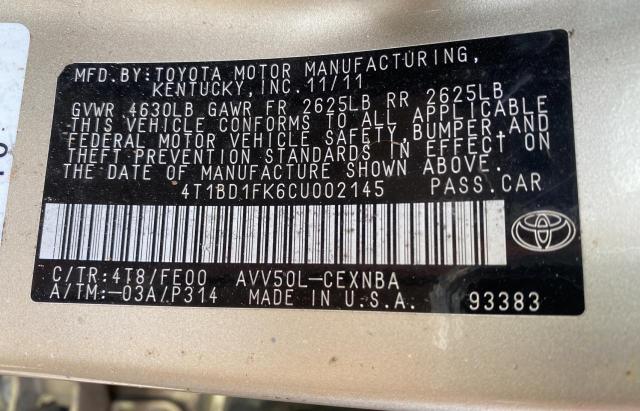 MFD.BY:TOYOTA MOTOR MANUFACTURING,
KENTUCKY, INC. 11/11
GVWR 4630LB GAWR FR 2625LB RR 2625LB
THIS VEHICLE CONFORMS TO ALL APPLICABLE
FEDERAL MOTOR VEHICLE SAFETY, BUMPER, AND
THEFT PREVENTION STANDARDS IN EFFECT ON
THE DATE OF MANUFACTURE SHOWN ABOVE.
4T1BD1FK6CU002145 PASS.CAR
C/TR:4T8/FE00 AVV50L-CEXNBA
A/TM:-03A/P314 MADE IN U.S.A. 93383